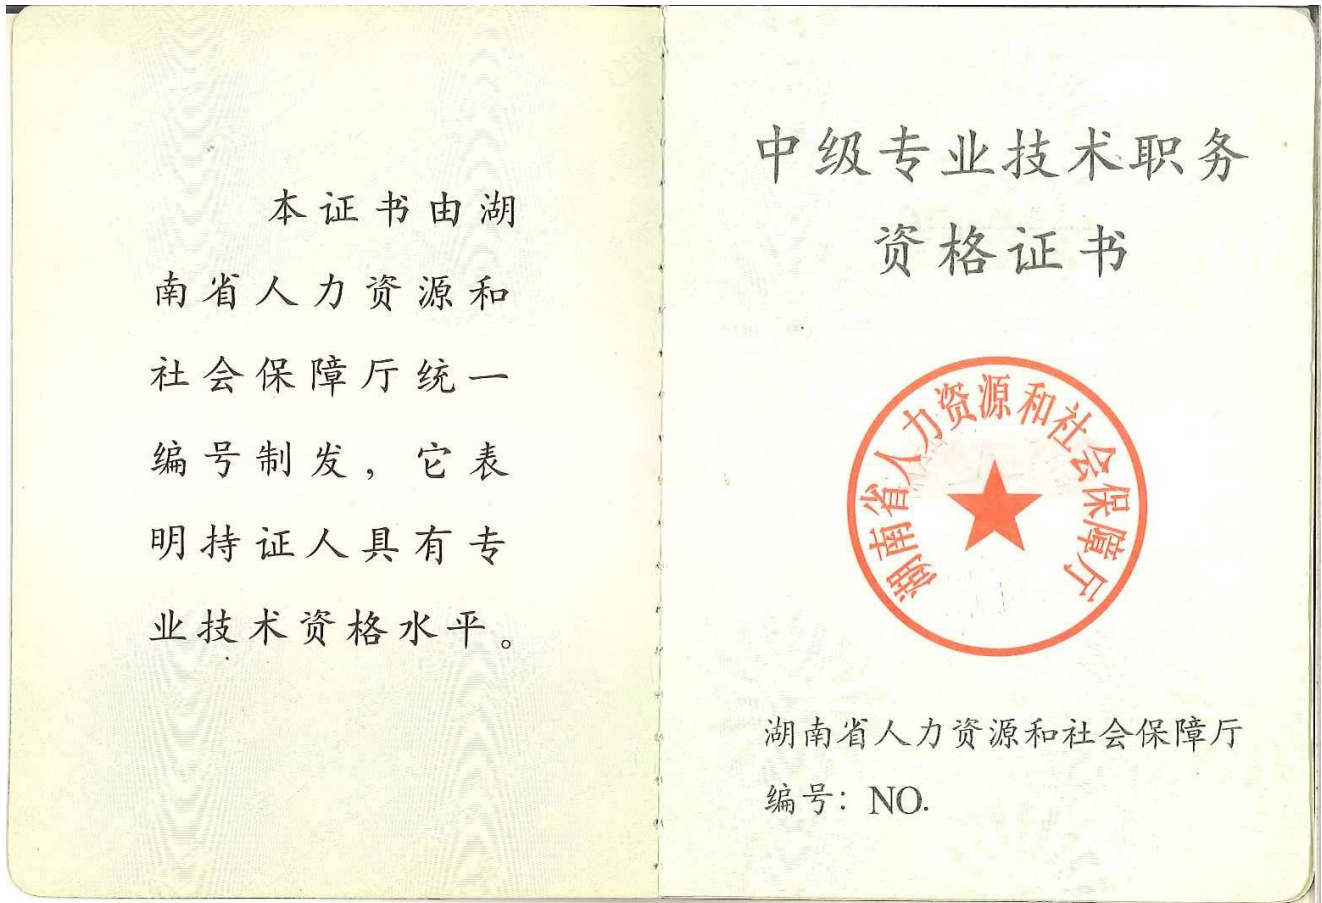 本证书由湖
南省人力资源和
社会保障厅统一
编号制发，它表
明持证人具有专
业技术资格水平。
中级专业技术职务
资格证书
湖南省人力资源和社会保障厅
湖南省人力资源和社会保障厅
编号：NO.